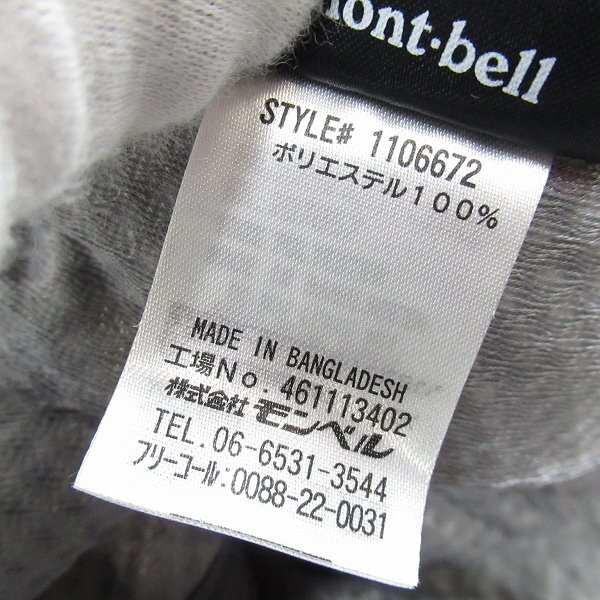 mont·bell
STYLE# 1106672
ポリエステル１００％
MADE IN BANGLADESH
工場No. 461113402
株式会社 モンベル
TEL. 06-6531-3544
フリーコール:0088-22-0031